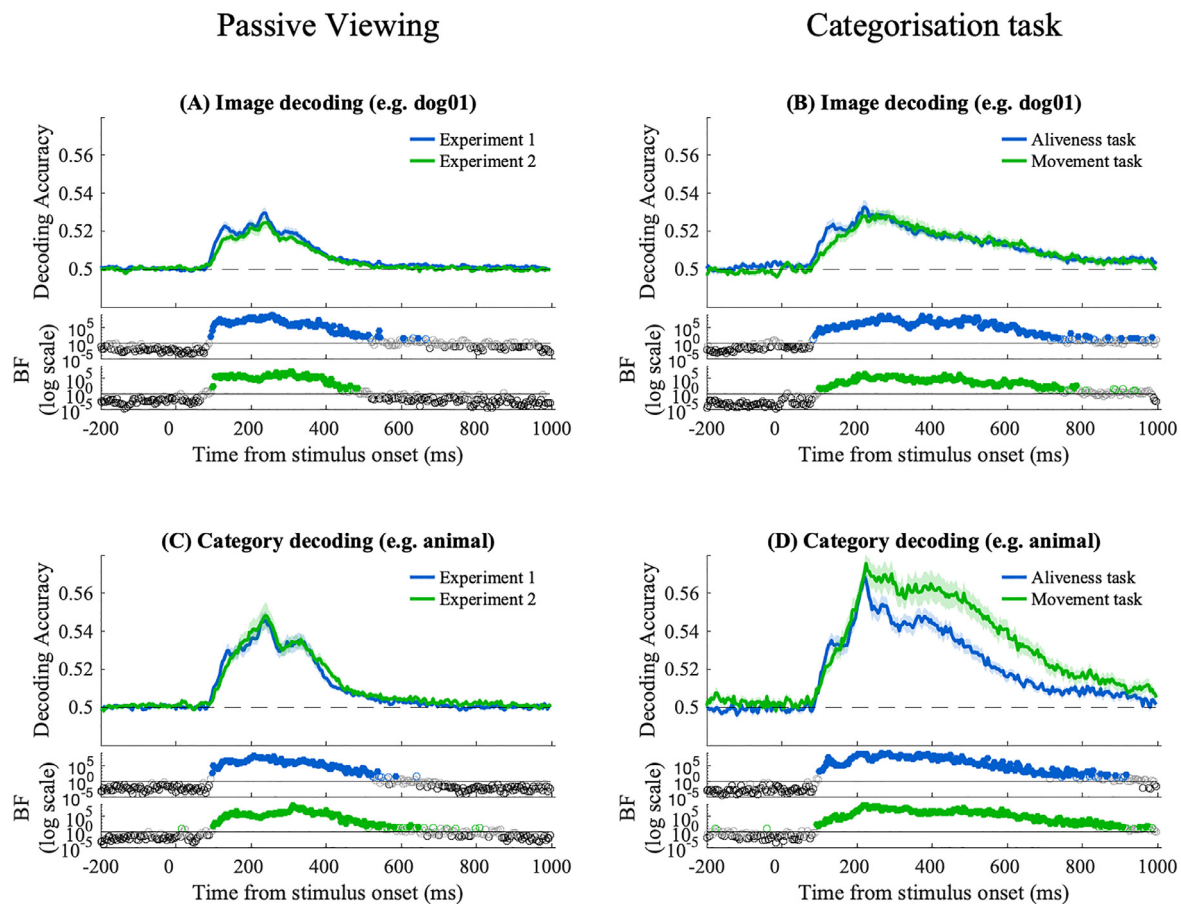 Passive Viewing
Categorisation task
(A) Image decoding (e.g. dog01)
Decoding Accuracy
0.56
0.54
0.52
0.5
Experiment 1
Experiment 2
BF
(log scale)
10^5
10^0
10^-5
10^5
10^0
10^-5
-200 0 200 400 600 800 1000
Time from stimulus onset (ms)
(B) Image decoding (e.g. dog01)
Decoding Accuracy
0.56
0.54
0.52
0.5
Aliveness task
Movement task
BF
(log scale)
10^5
10^0
10^-5
10^5
10^0
10^-5
-200 0 200 400 600 800 1000
Time from stimulus onset (ms)
(C) Category decoding (e.g. animal)
Decoding Accuracy
0.56
0.54
0.52
0.5
Experiment 1
Experiment 2
BF
(log scale)
10^5
10^0
10^-5
10^5
10^0
10^-5
-200 0 200 400 600 800 1000
Time from stimulus onset (ms)
(D) Category decoding (e.g. animal)
Decoding Accuracy
0.56
0.54
0.52
0.5
Aliveness task
Movement task
BF
(log scale)
10^5
10^0
10^-5
10^5
10^0
10^-5
-200 0 200 400 600 800 1000
Time from stimulus onset (ms)